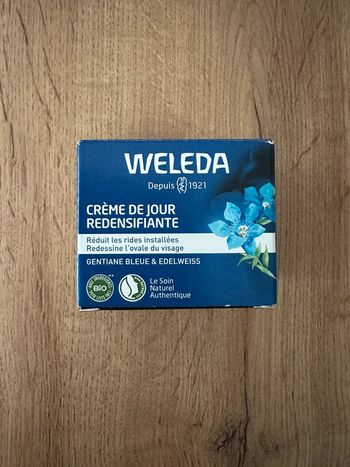 WELEDA
Depuis 1921
CRÈME DE JOUR
REDENSIFIANTE
Réduit les rides installées
Redessine l'ovale du visage
GENTIANE BLEUE & EDELWEISS
BIO
Le Soin
Naturel
Authentique